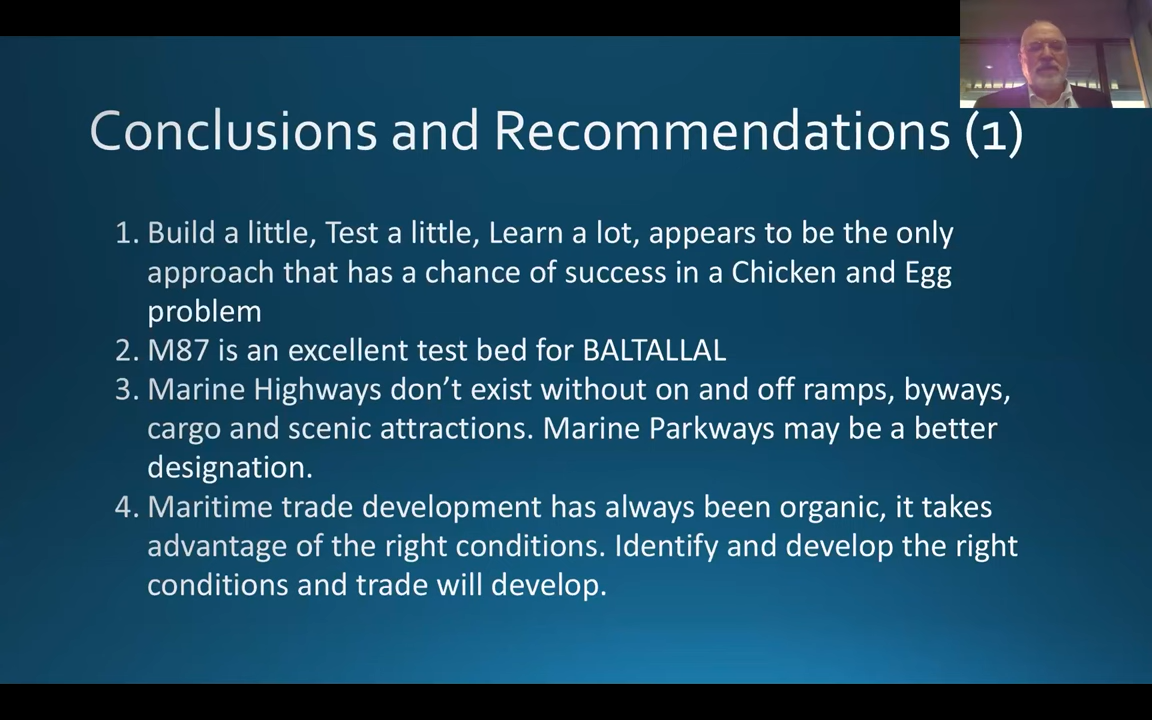 Conclusions and Recommendations (1)
1. Build a little, Test a little, Learn a lot, appears to be the only
approach that has a chance of success in a Chicken and Egg
problem
2. M87 is an excellent test bed for BALTALLAL
3. Marine Highways don’t exist without on and off ramps, byways,
cargo and scenic attractions. Marine Parkways may be a better
designation.
4. Maritime trade development has always been organic, it takes
advantage of the right conditions. Identify and develop the right
conditions and trade will develop.